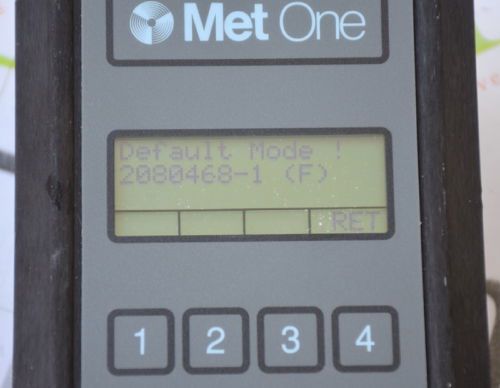 Met One
Default Mode !
2080468-1 (F)
RET
1 2 3 4